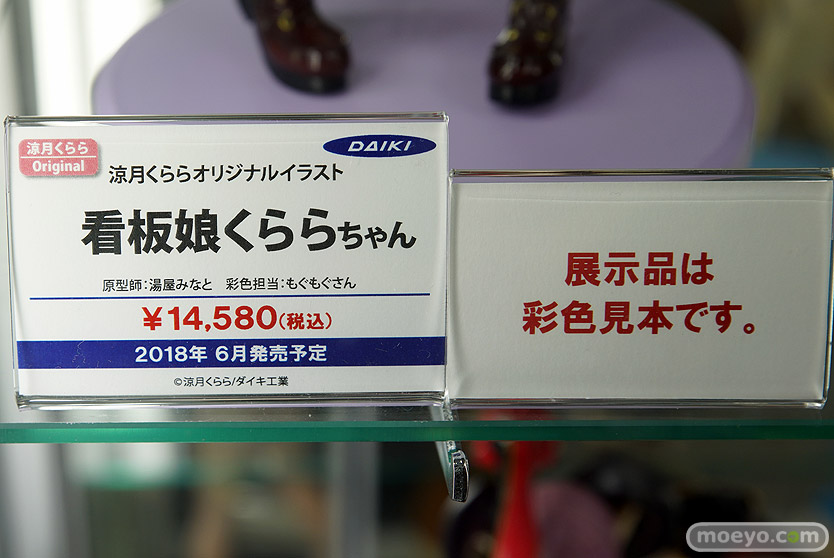 涼月くらら
Original
DAIKI
涼月くららオリジナルイラスト
看板娘くららちゃん
原型師:湯屋みなと　彩色担当:もぐもぐさん
¥14,580(税込)
2018年 6月発売予定
©涼月くらら/ダイキ工業
展示品は
彩色見本です。
moeyo.com